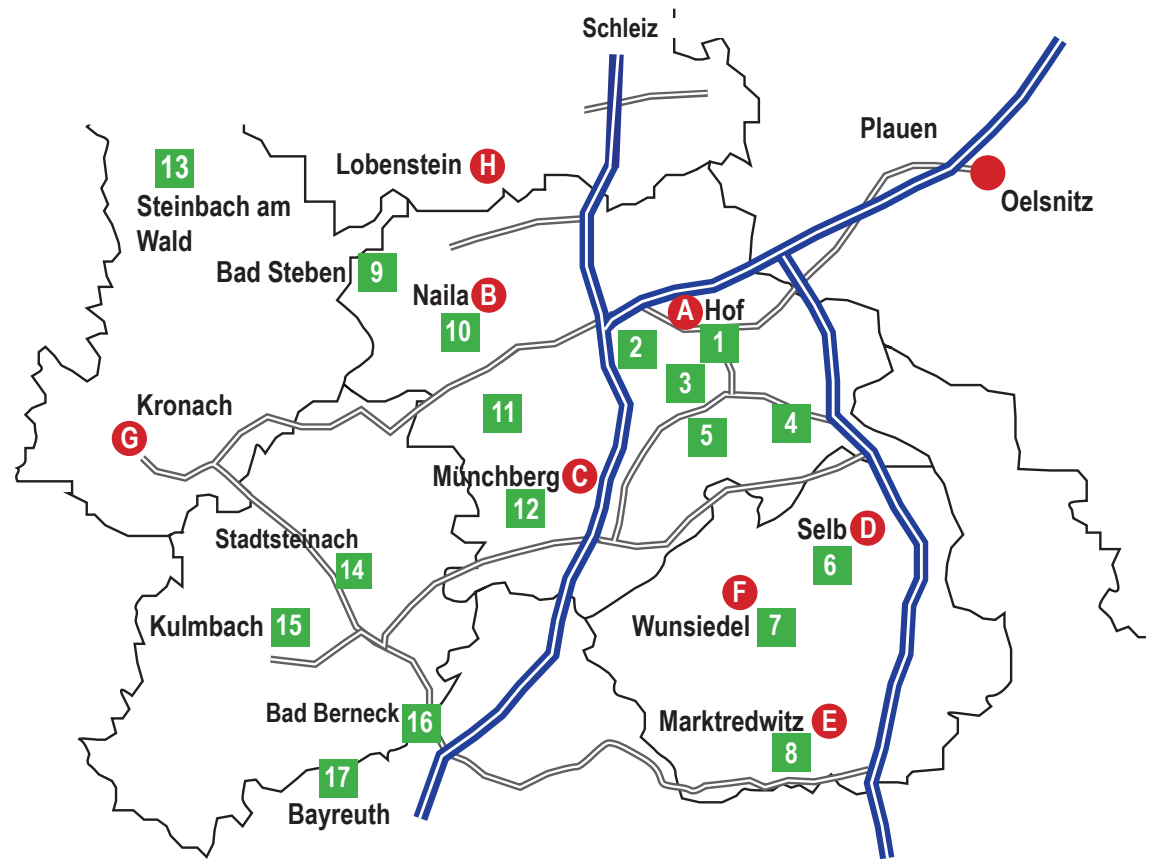 Schleiz
Plauen
Lobenstein H
13
Steinbach am
Wald
Oelsnitz
Bad Steben 9
Naila B
10
A Hof
1
2
3
11
4
5
Kronach
G
Münchberg C
12
Selb D
6
Stadtsteinach
14
F
Wunsiedel 7
Kulmbach 15
Bad Berneck 16
Marktredwitz E
8
17
Bayreuth